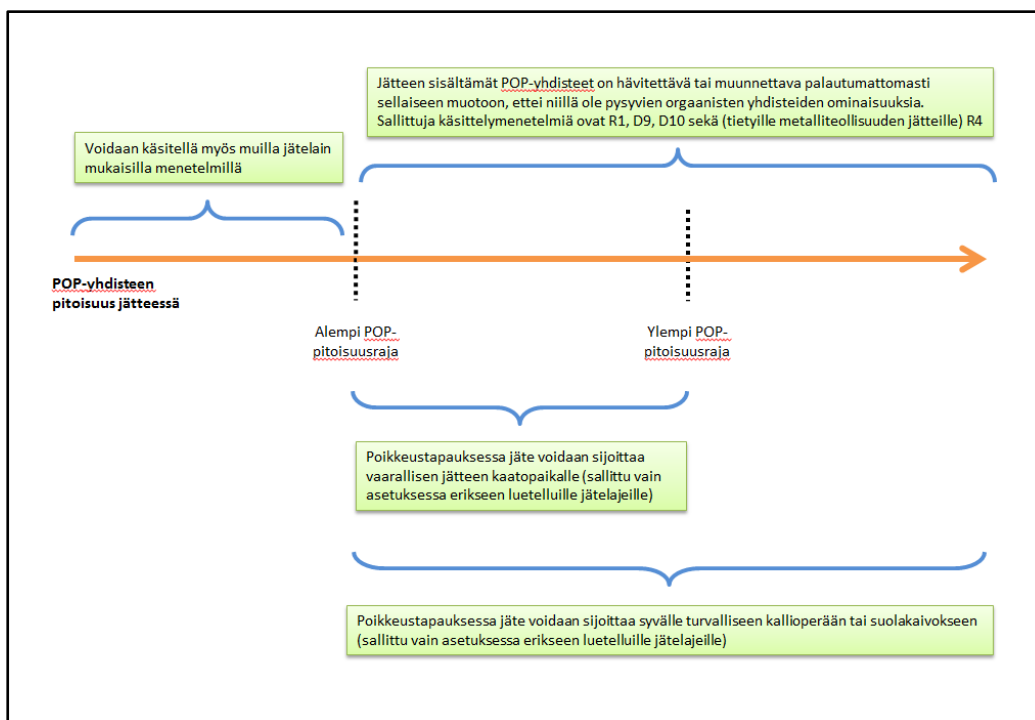 Jätteen sisältämät POP-yhdisteet on hävitettävä tai muunnettava palautumattomasti
sellaiseen muotoon, ettei niillä ole pysyvien orgaanisten yhdisteiden ominaisuuksia.
Sallittuja käsittelymenetelmiä ovat R1, D9, D10 sekä (tietyille metalliteollisuuden jätteille) R4
Voidaan käsitellä myös muilla jätelain
mukaisilla menetelmillä
POP-yhdisteen
pitoisuus jätteessä
Alempi POP-
pitoisuusraja
Ylempi POP-
pitoisuusraja
Poikkeustapauksessa jäte voidaan sijoittaa
vaarallisen jätteen kaatopaikalle (sallittu vain
asetuksessa erikseen luetelluille jätelajeille)
Poikkeustapauksessa jäte voidaan sijoittaa syvälle turvalliseen kallioperään tai suolakaivokseen
(sallittu vain asetuksessa erikseen luetelluille jätelajeille)